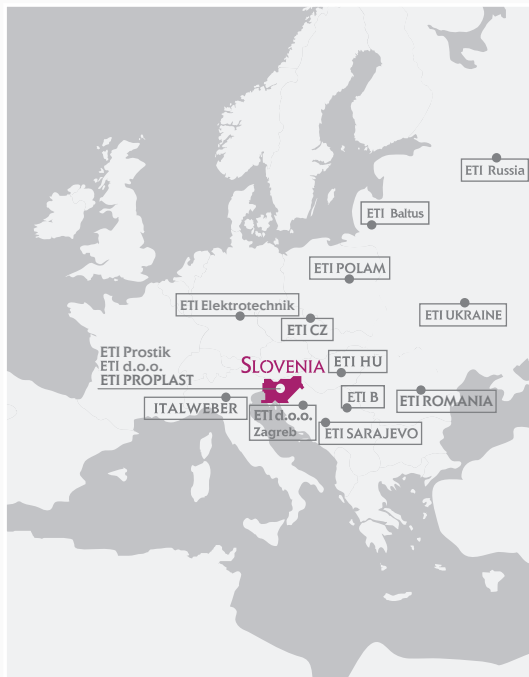 ETI Russia
ETI Baltus
ETI POLAM
ETI Elektrotechnik
ETI UKRAINE
ETI CZ
ETI Prostik
ETI d.o.o.
ETI PROPLAST
SLOVENIA
ETI HU
ITALWEBER
ETI B
ETI ROMANIA
ETI d.o.o.
Zagreb
ETI SARAJEVO